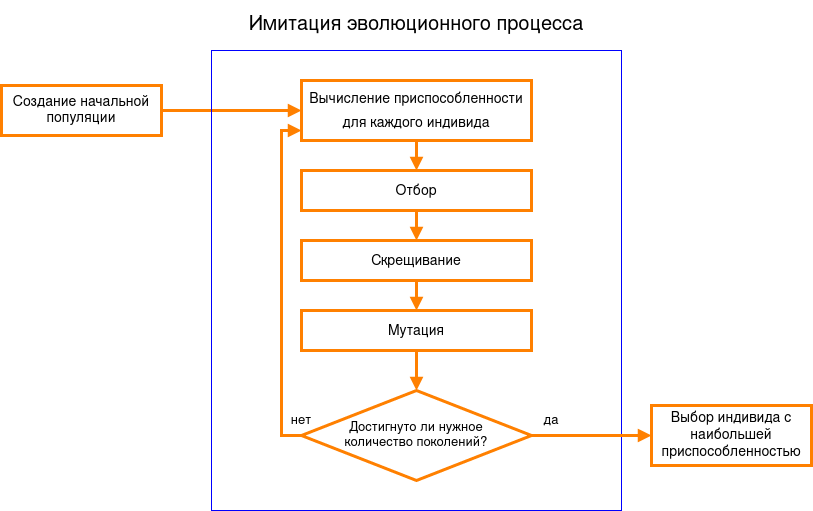 Имитация эволюционного процесса
Создание начальной
популяции
Вычисление приспособленности
для каждого индивида
Отбор
Скрещивание
Мутация
нет
Достигнуто ли нужное
количество поколений?
да
Выбор индивида с
наибольшей
приспособленностью